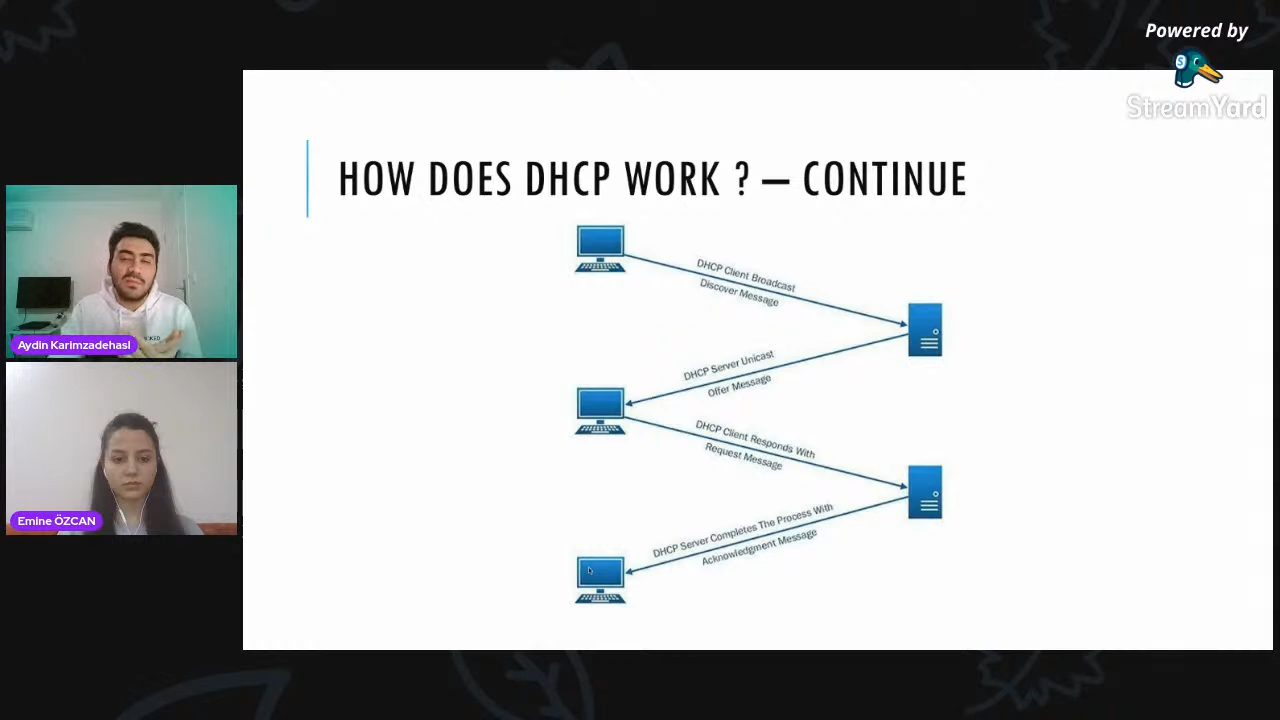 Powered by
StreamYard
HOW DOES DHCP WORK ? – CONTINUE
DHCP Client Broadcast
Discover Message
DHCP Server Unicast
Offer Message
DHCP Client Responds With
Request Message
DHCP Server Completes The Process With
Acknowledgment Message
Aydin Karimzadehasl
Emine ÖZCAN